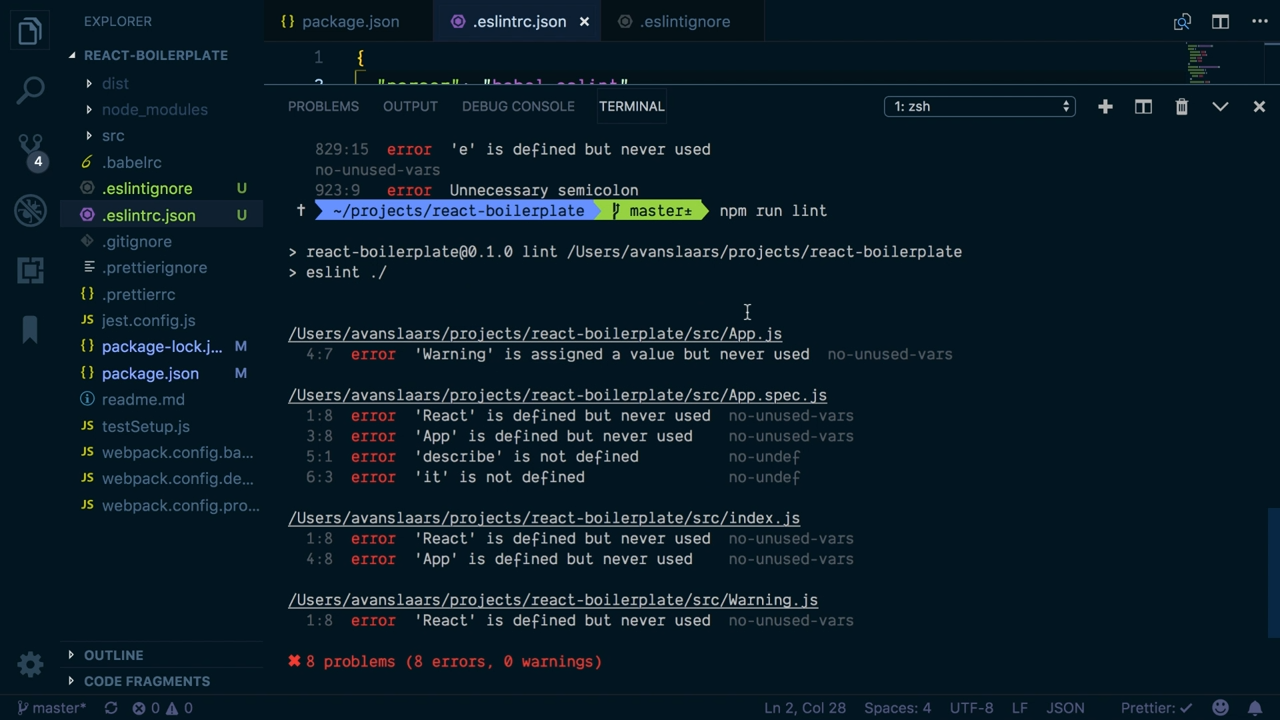 EXPLORER
REACT-BOILERPLATE
dist
node_modules
src
.babelrc
.eslintignore U
.eslintrc.json U
.gitignore
.prettierignore
{} .prettierrc
JS jest.config.js
{} package-lock.j... M
{} package.json M
readme.md
JS testSetup.js
JS webpack.config.ba...
JS webpack.config.de...
JS webpack.config.pro...
OUTLINE
CODE FRAGMENTS
4
{} package.json
.eslintrc.json ×
.eslintignore
1 {
2 "parser": "babel-eslint"
PROBLEMS OUTPUT DEBUG CONSOLE TERMINAL 1: zsh
829:15 error 'e' is defined but never used
no-unused-vars
923:9 error Unnecessary semicolon
† ~/projects/react-boilerplate master± npm run lint
> react-boilerplate@0.1.0 lint /Users/avanslaars/projects/react-boilerplate
> eslint ./
/Users/avanslaars/projects/react-boilerplate/src/App.js
4:7 error 'Warning' is assigned a value but never used no-unused-vars
/Users/avanslaars/projects/react-boilerplate/src/App.spec.js
1:8 error 'React' is defined but never used no-unused-vars
3:8 error 'App' is defined but never used no-unused-vars
5:1 error 'describe' is not defined no-undef
6:3 error 'it' is not defined no-undef
/Users/avanslaars/projects/react-boilerplate/src/index.js
1:8 error 'React' is defined but never used no-unused-vars
4:8 error 'App' is defined but never used no-unused-vars
/Users/avanslaars/projects/react-boilerplate/src/Warning.js
1:8 error 'React' is defined but never used no-unused-vars
✖ 8 problems (8 errors, 0 warnings)
master* 0 0 Ln 2, Col 28 Spaces: 4 UTF-8 LF JSON Prettier: ✓